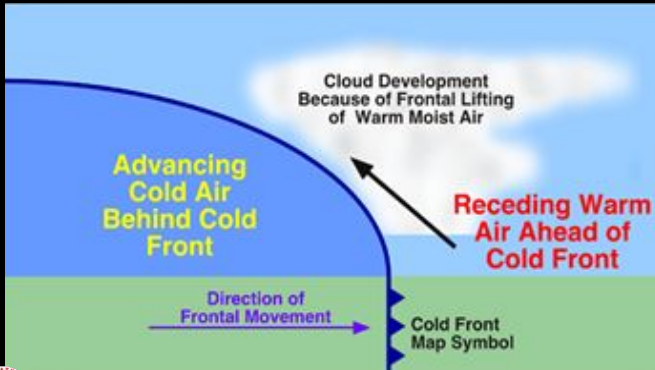 Cloud Development
Because of Frontal Lifting
of Warm Moist Air
Advancing
Cold Air
Behind Cold
Front
Receding Warm
Air Ahead of
Cold Front
Direction of
Frontal Movement
Cold Front
Map Symbol